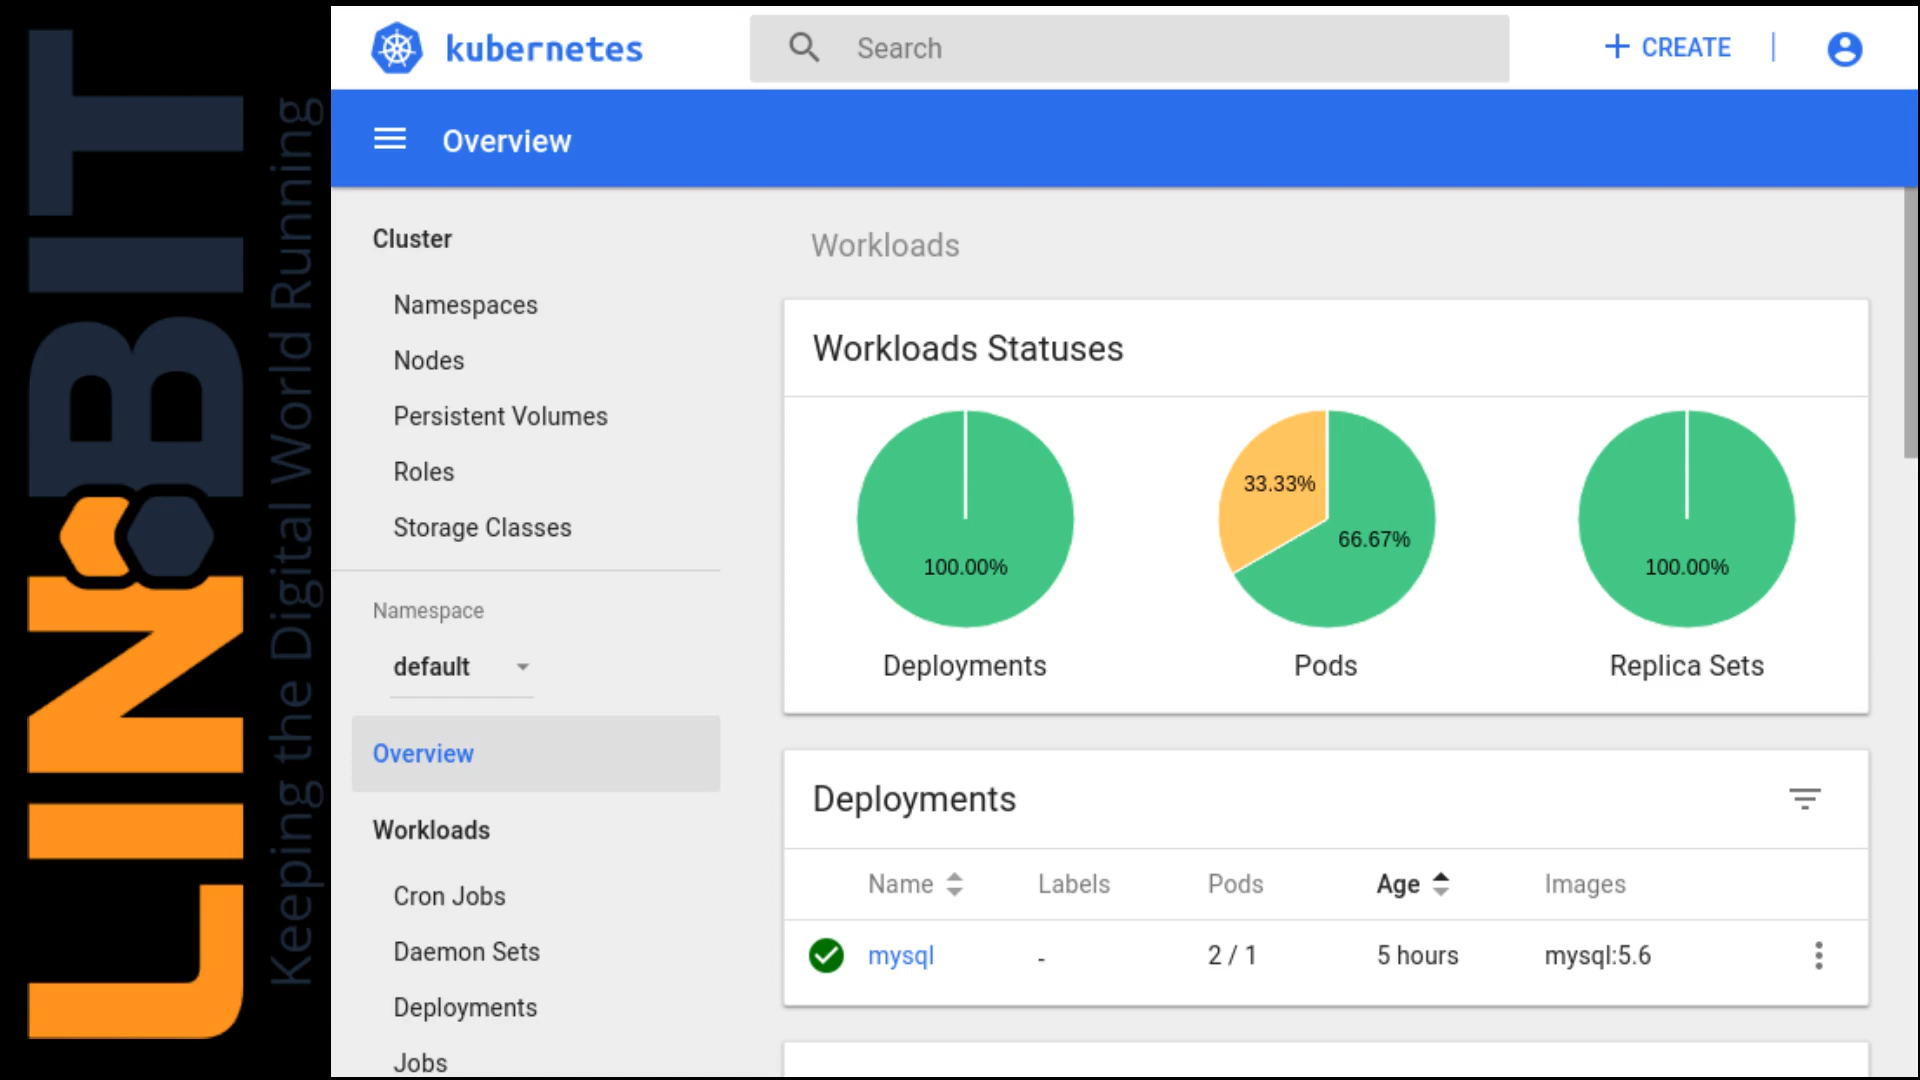 LINBIT
Keeping the Digital World Running
kubernetes
Search
+ CREATE
Overview
Cluster
Namespaces
Nodes
Persistent Volumes
Roles
Storage Classes
Namespace
default
Overview
Workloads
Cron Jobs
Daemon Sets
Deployments
Jobs
Workloads
Workloads Statuses
100.00%
33.33%
66.67%
100.00%
Deployments
Pods
Replica Sets
Deployments
Name Labels Pods Age Images
mysql - 2 / 1 5 hours mysql:5.6